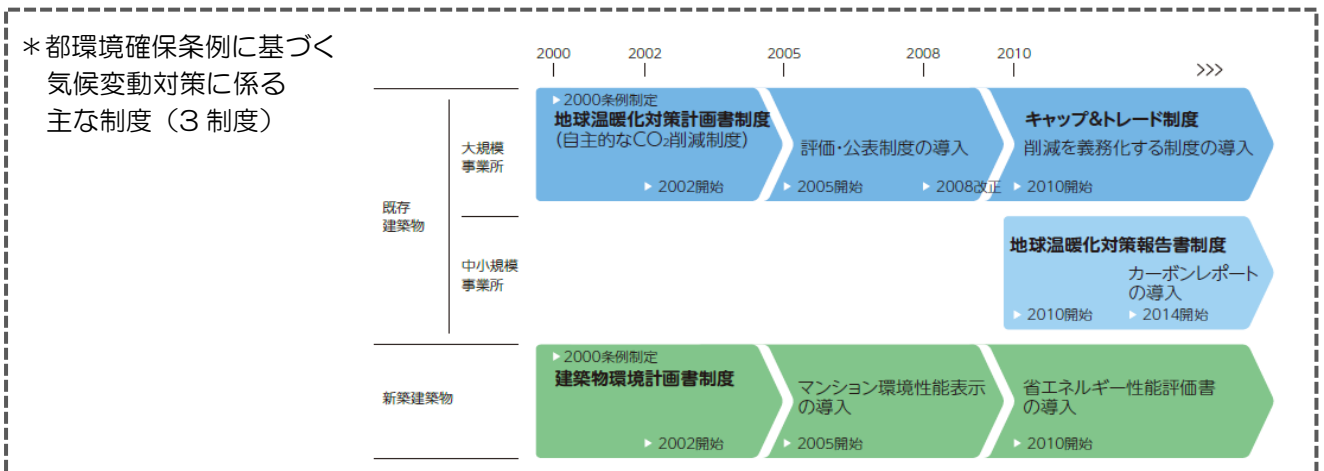 ＊都環境確保条例に基づく
気候変動対策に係る
主な制度（3 制度）
2000 2002 2005 2008 2010
>>>
既存
建築物
大規模
事業所
▶2000条例制定
地球温暖化対策計画書制度
(自主的なCO₂削減制度)
▶2002開始
評価・公表制度の導入
▶2005開始
▶2008改正
キャップ&トレード制度
削減を義務化する制度の導入
▶2010開始
中小規模
事業所
地球温暖化対策報告書制度
カーボンレポート
の導入
▶2010開始 ▶2014開始
新築建築物
▶2000条例制定
建築物環境計画書制度
▶2002開始
マンション環境性能表示
の導入
▶2005開始
省エネルギー性能評価書
の導入
▶2010開始